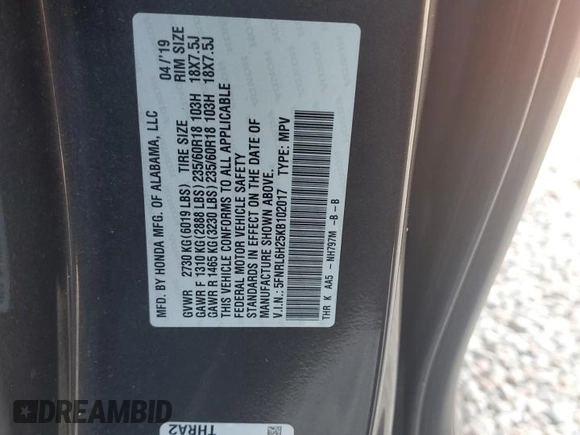 MFD. BY HONDA MFG. OF ALABAMA, LLC 04/'19
GVWR 2730 KG(6019 LBS) TIRE SIZE RIM SIZE
GAWR F 1310 KG(2888 LBS)235/60R18 103H 18X7.5J
GAWR R 1465 KG(3230 LBS)235/60R18 103H 18X7.5J
THIS VEHICLE CONFORMS TO ALL APPLICABLE
FEDERAL MOTOR VEHICLE SAFETY
STANDARDS IN EFFECT ON THE DATE OF
MANUFACTURE SHOWN ABOVE.
V.I.N.: 5FNRL6H25KB102017 TYPE: MPV
THR K AA5 -NH797M -B -B
THRA2
DREAMBID